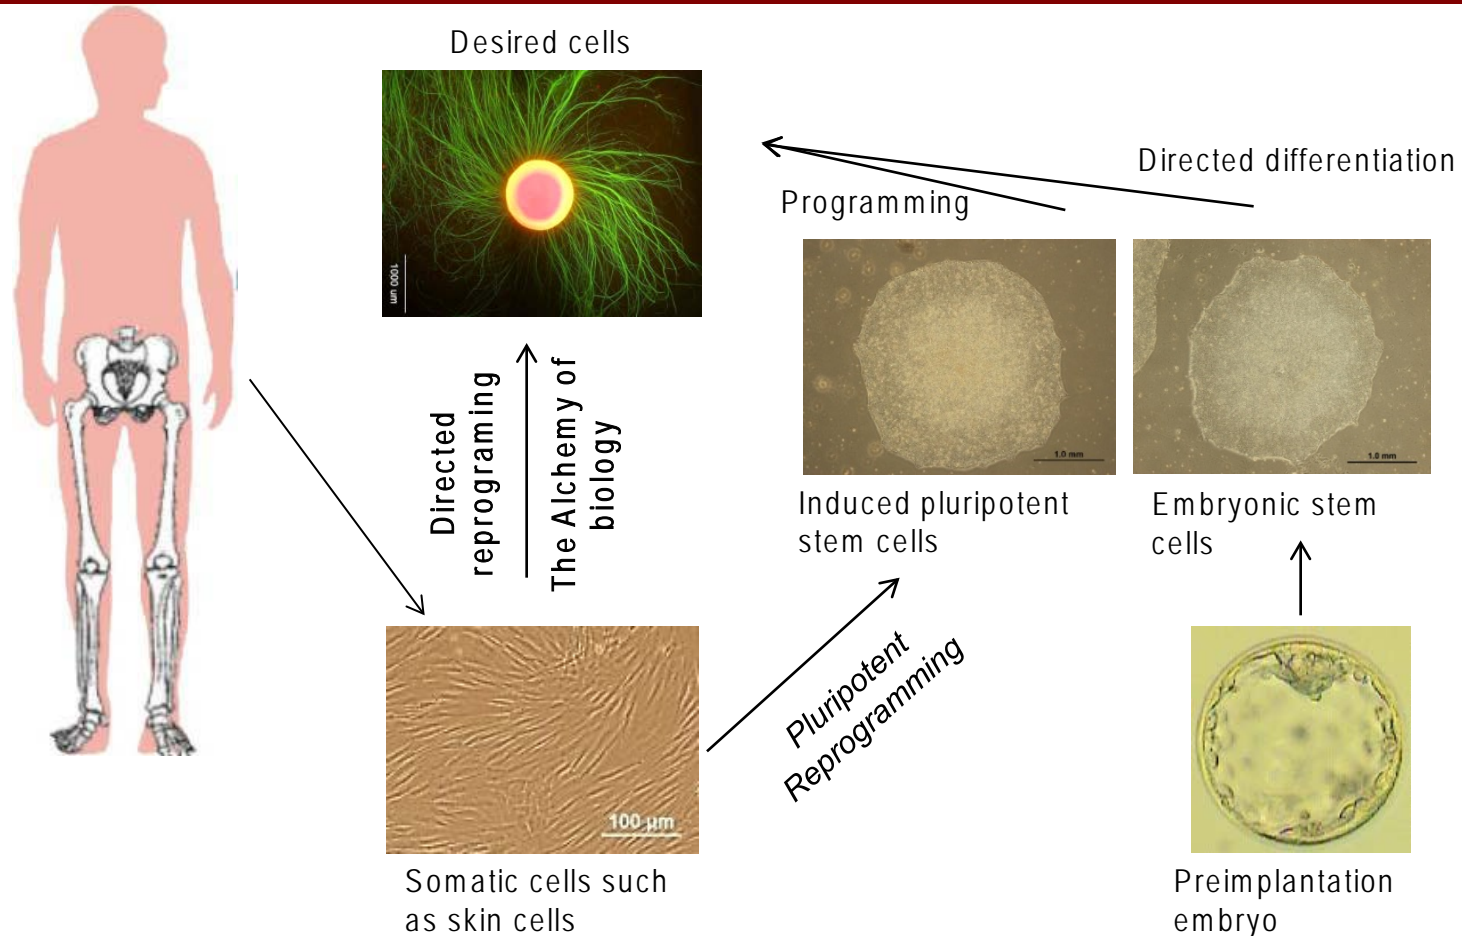 Desired cells
1000 um
Directed differentiation
Programming
1.0 mm
1.0 mm
Induced pluripotent
stem cells
Embryonic stem
cells
Directed
reprograming
The Alchemy of
biology
Pluripotent
Reprogramming
100 µm
Somatic cells such
as skin cells
Preimplantation
embryo